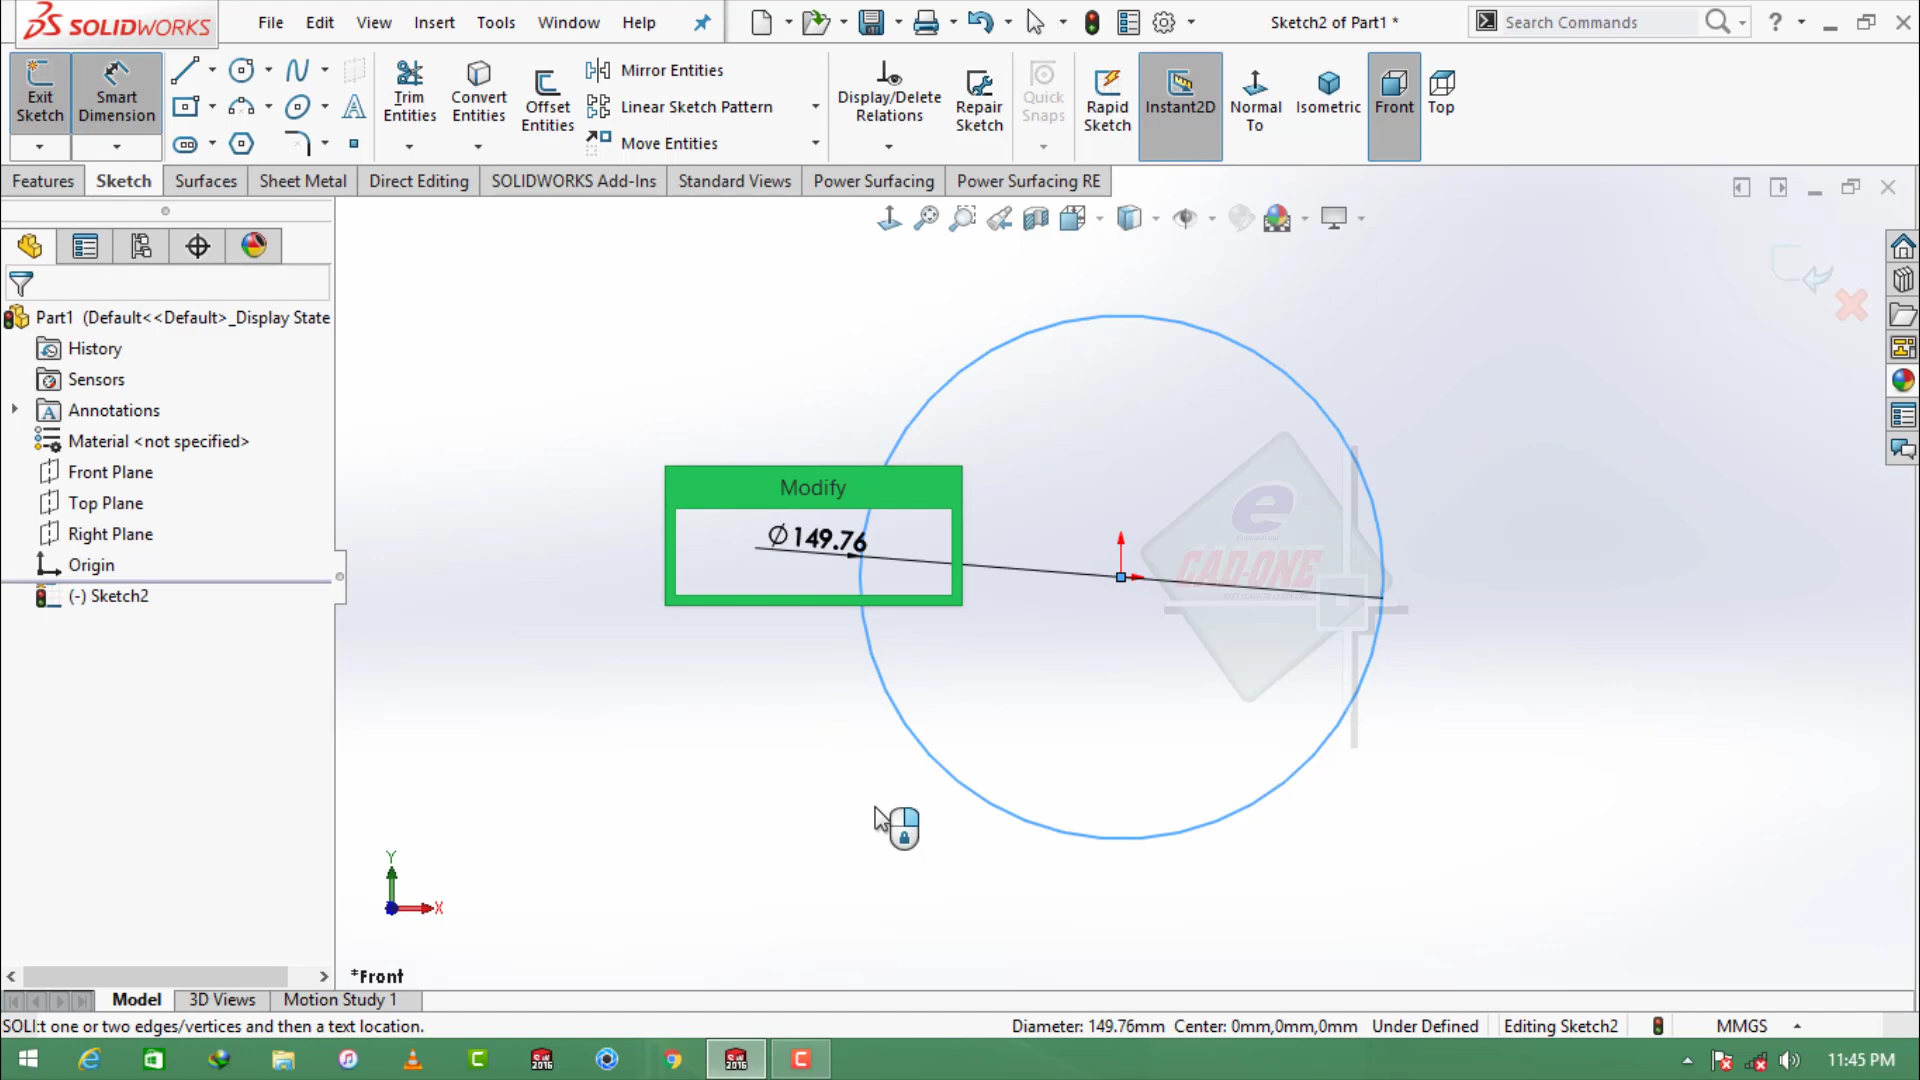 SOLIDWORKS
File Edit View Insert Tools Window Help
Sketch2 of Part1 *
Search Commands
Exit Sketch
Smart Dimension
Trim Entities
Convert Entities
Offset Entities
Mirror Entities
Linear Sketch Pattern
Move Entities
Display/Delete Relations
Repair Sketch
Quick Snaps
Rapid Sketch
Instant2D
Normal To
Isometric
Front
Top
Features Sketch Surfaces Sheet Metal Direct Editing SOLIDWORKS Add-Ins Standard Views Power Surfacing Power Surfacing RE
Part1 (Default<<Default>_Display State
History
Sensors
Annotations
Material <not specified>
Front Plane
Top Plane
Right Plane
Origin
(-) Sketch2
Modify
Ø149.76
e
CAD-ONE
Y
X
*Front
Model 3D Views Motion Study 1
SOLI:t one or two edges/vertices and then a text location.
Diameter: 149.76mm Center: 0mm,0mm,0mm Under Defined Editing Sketch2 MMGS
11:45 PM